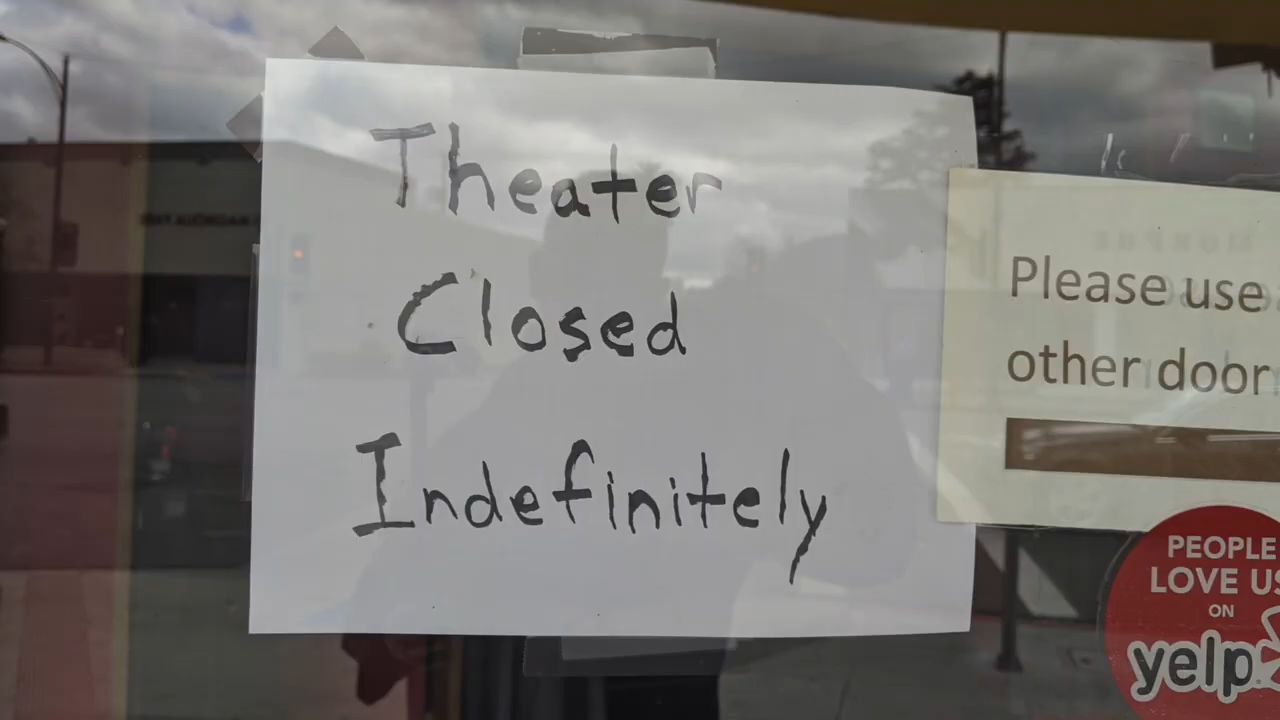 Theater
Closed
Indefinitely
Please use
other door
PEOPLE
LOVE US
ON
yelp